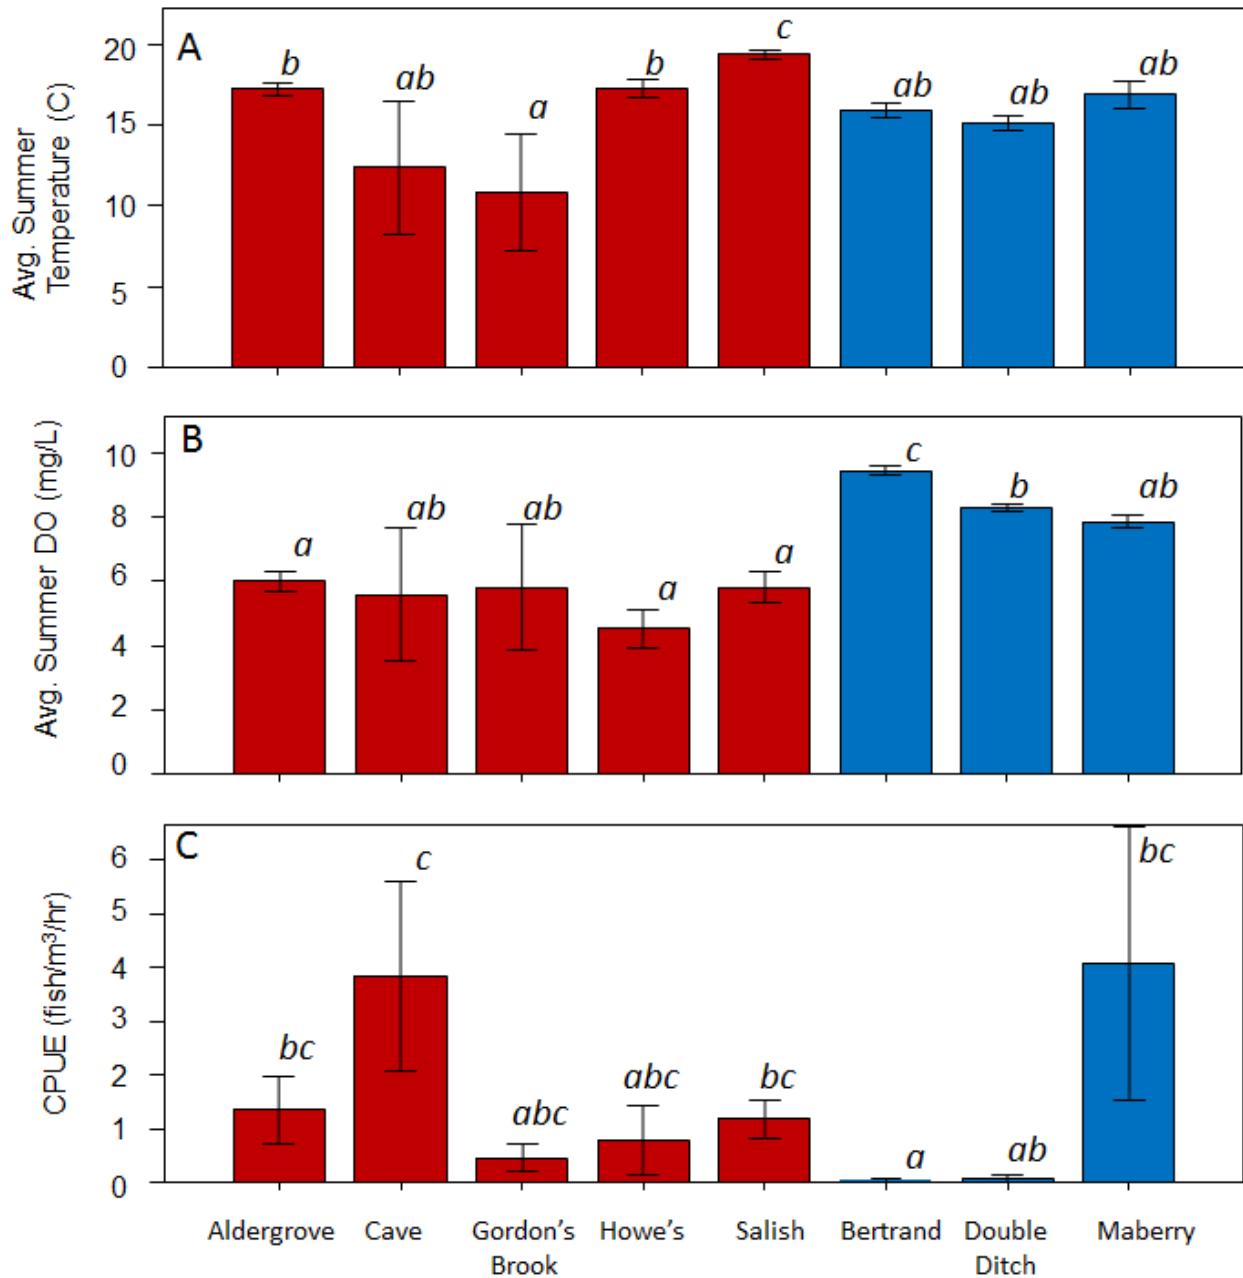 A
Avg. Summer
Temperature (C)
20
15
10
5
0
b
ab
a
b
c
ab
ab
ab
B
Avg. Summer DO (mg/L)
10
8
6
4
2
0
a
ab
ab
a
a
c
b
ab
C
CPUE (fish/m³/hr)
6
5
4
3
2
1
0
bc
c
abc
abc
bc
a
ab
bc
Aldergrove
Cave
Gordon's
Brook
Howe's
Salish
Bertrand
Double
Ditch
Maberry